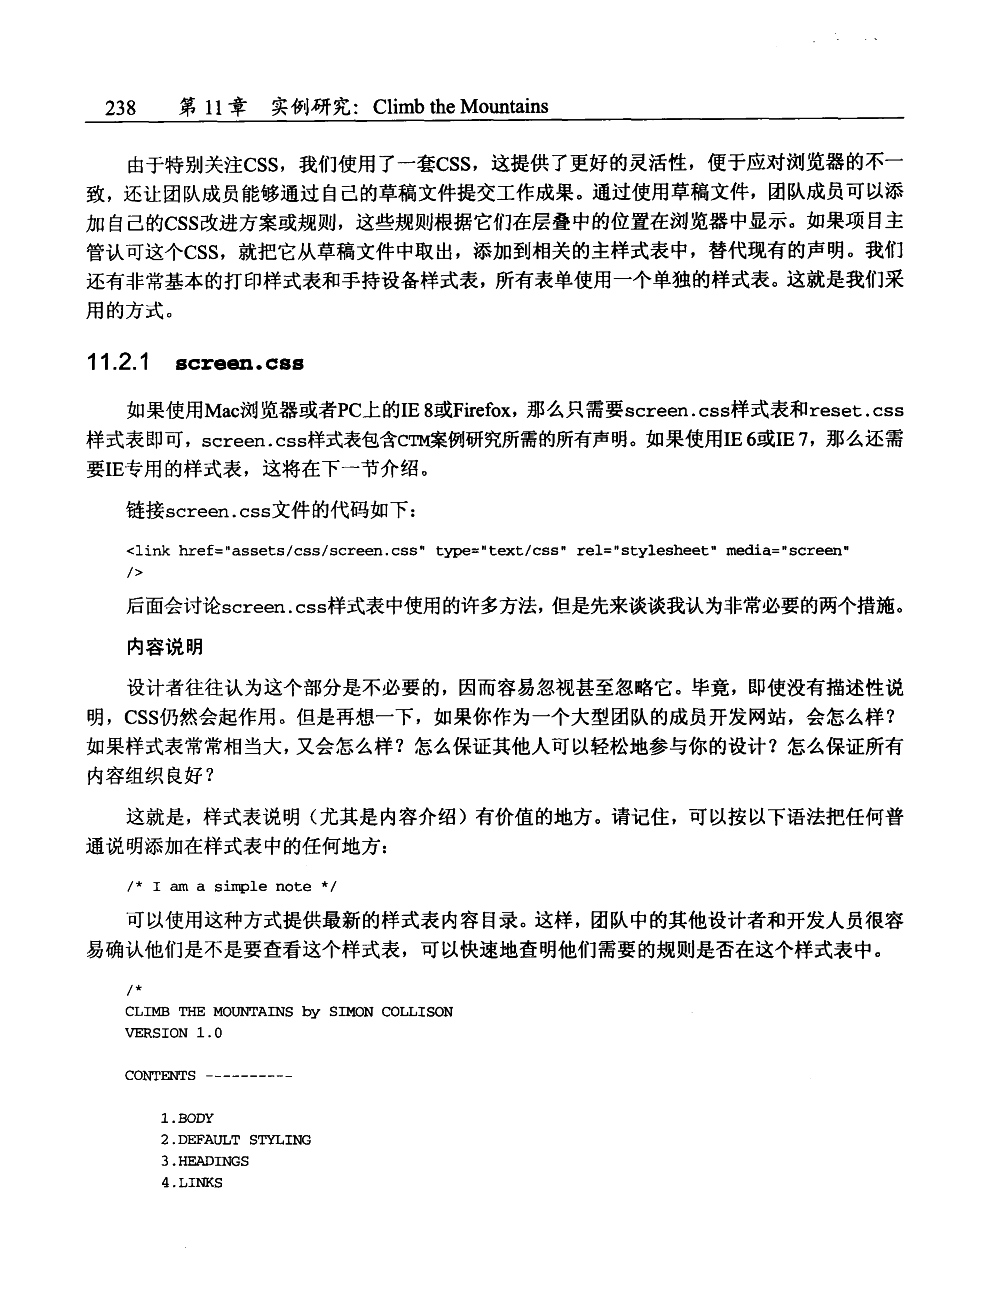 238 第 11 章 实例研究：Climb the Mountains
由于特别关注CSS，我们使用了一套CSS，这提供了更好的灵活性，便于应对浏览器的不一
致，还让团队成员能够通过自己的草稿文件提交工作成果。通过使用草稿文件，团队成员可以添
加自己的CSS改进方案或规则，这些规则根据它们在层叠中的位置在浏览器中显示。如果项目主
管认可这个CSS，就把它从草稿文件中取出，添加到相关的主样式表中，替代现有的声明。我们
还有非常基本的打印样式表和手持设备样式表，所有表单使用一个单独的样式表。这就是我们采
用的方式。
11.2.1 screen.css
如果使用Mac浏览器或者PC上的IE 8或Firefox，那么只需要screen.css样式表和reset.css
样式表即可，screen.css样式表包含CTM案例研究所需的所有声明。如果使用IE 6或IE 7，那么还需
要IE专用的样式表，这将在下一节介绍。
链接screen.css文件的代码如下：
<link href="assets/css/screen.css" type="text/css" rel="stylesheet" media="screen"
/>
后面会讨论screen.css样式表中使用的许多方法，但是先来谈谈我认为非常必要的两个措施。
内容说明
设计者往往认为这个部分是不必要的，因而容易忽视甚至忽略它。毕竟，即使没有描述性说
明，CSS仍然会起作用。但是再想一下，如果你作为一个大型团队的成员开发网站，会怎么样？
如果样式表常常相当大，又会怎么样？怎么保证其他人可以轻松地参与你的设计？怎么保证所有
内容组织良好？
这就是，样式表说明（尤其是内容介绍）有价值的地方。请记住，可以按以下语法把任何普
通说明添加在样式表中的任何地方：
/* I am a simple note */
可以使用这种方式提供最新的样式表内容目录。这样，团队中的其他设计者和开发人员很容
易确认他们是不是要查看这个样式表，可以快速地查明他们需要的规则是否在这个样式表中。
/*
CLIMB THE MOUNTAINS by SIMON COLLISON
VERSION 1.0
CONTENTS ----------
1.BODY
2.DEFAULT STYLING
3.HEADINGS
4.LINKS